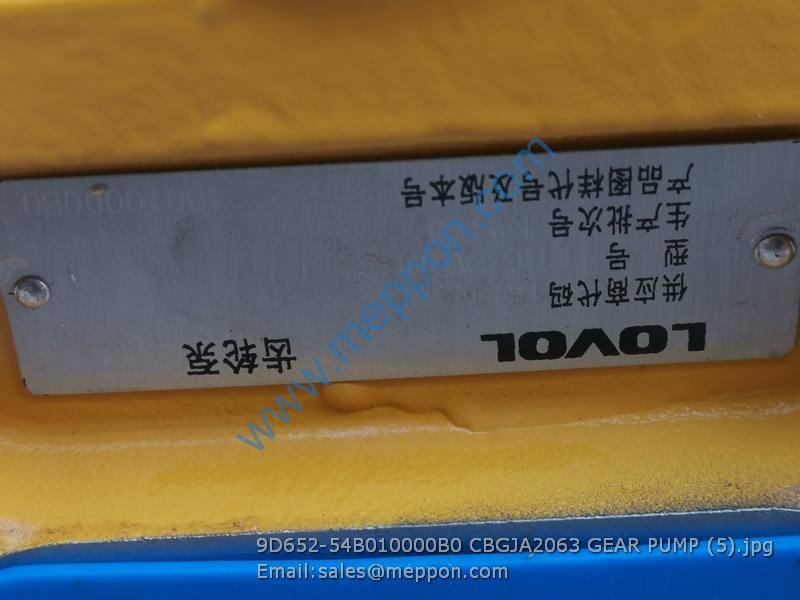 LOVOL 齿轮泵
供应商代码
型 号
生产批次号
产品图样代号及版本号
www.meppon.com
9D652-54B010000B0 CBGJA2063 GEAR PUMP (5).jpg
Email:sales@meppon.com